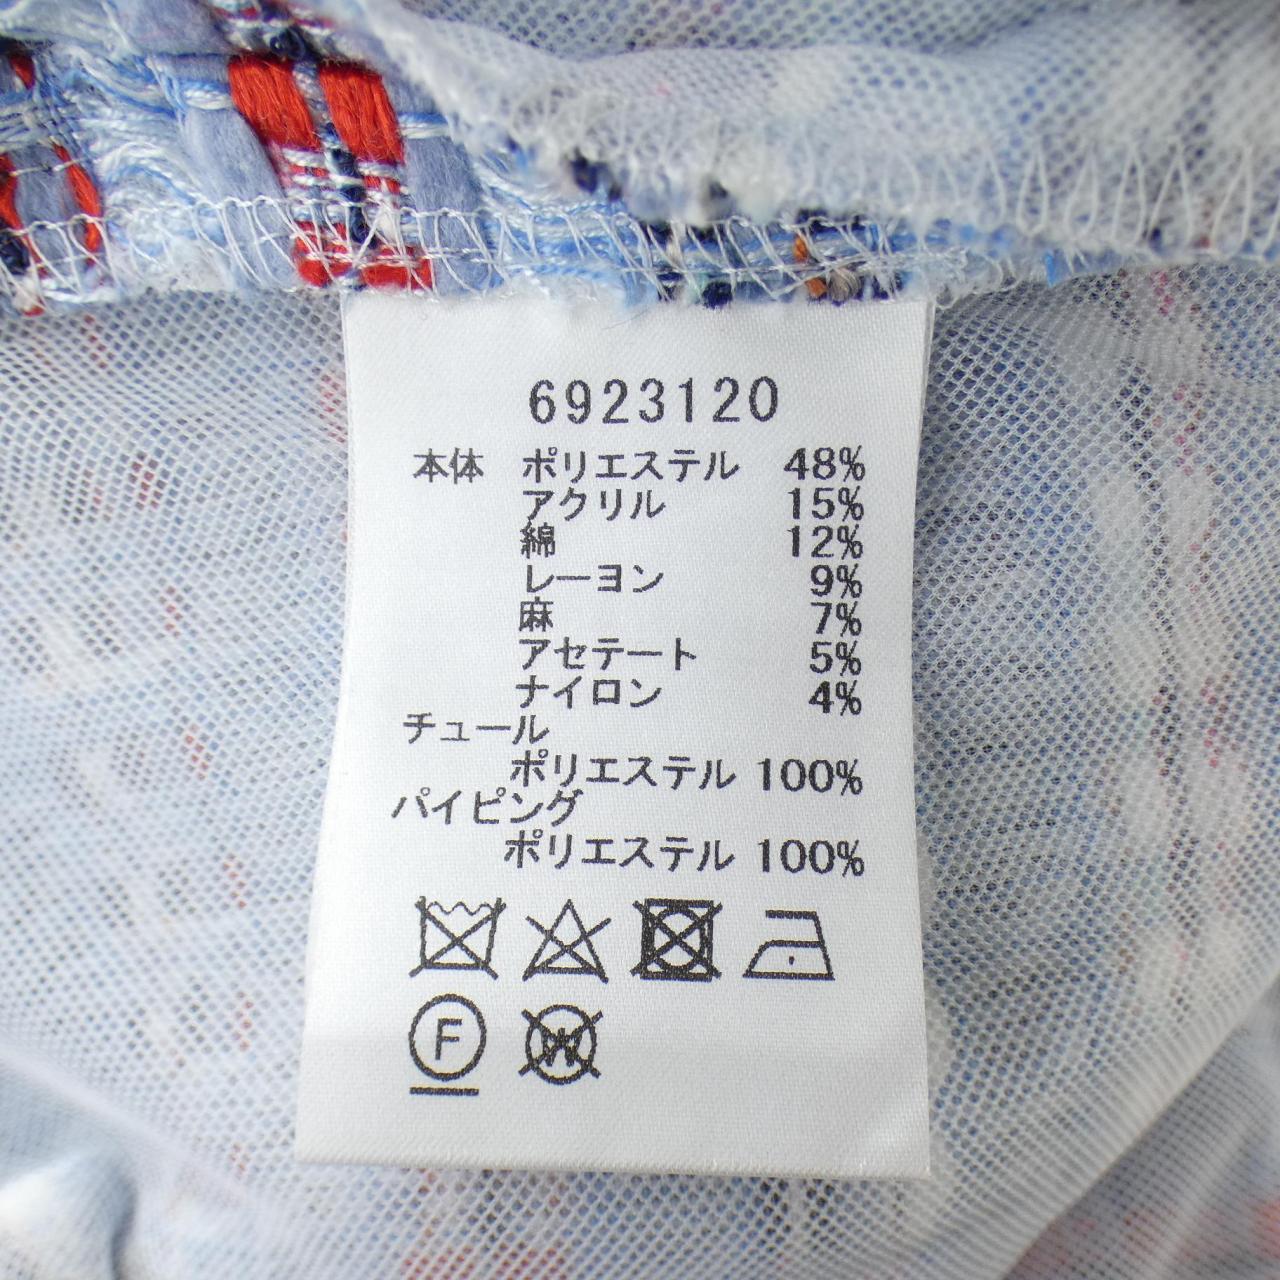 6923120
本体 ポリエステル 48%
アクリル 15%
綿 12%
レーヨン 9%
麻 7%
アセテート 5%
ナイロン 4%
チュール
ポリエステル 100%
パイピング
ポリエステル 100%
F W